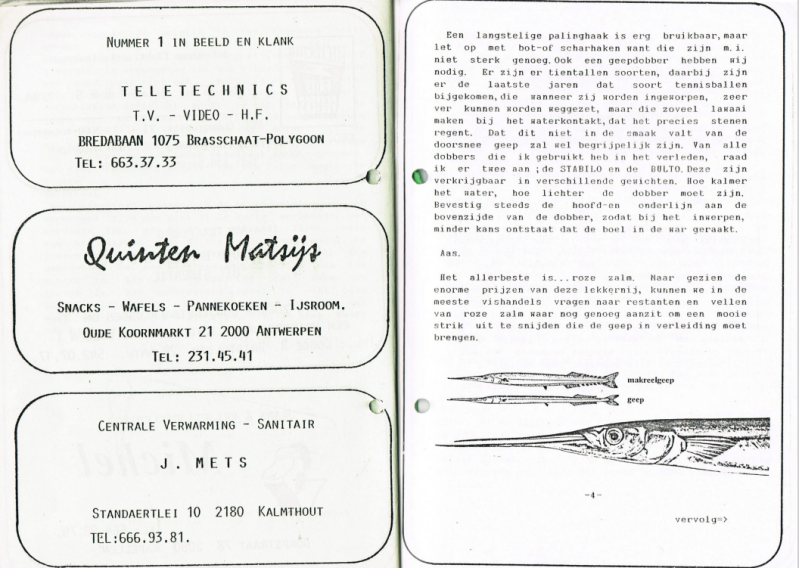 NUMMER 1 IN BEELD EN KLANK
TELETECHNICS
T.V. - VIDEO - H.F.
BREDABAAN 1075 BRASSCHAAT-POLYGOON
TEL: 663.37.33
Quinten Matsijs
SNACKS - WAFELS - PANNEKOEKEN - IJSROOM.
OUDE KOORNMARKT 21 2000 ANTWERPEN
TEL: 231.45.41
CENTRALE VERWARMING - SANITAIR
J. METS
STANDAERTLEI 10 2180 KALMTHOUT
TEL:666.93.81.
Een langstelige palinghaak is erg bruikbaar,maar
let op met bot-of scharhaken want die zijn m.i.
niet sterk genoeg.Ook een geepdobber hebben wij
nodig. Er zijn er tientallen soorten, daarbij zijn
er de laatste jaren dat soort tennisballen
bijgekomen,die wanneer zij worden ingeworpen, zeer
ver kunnen worden weggezet, maar die zoveel lawaai
maken bij het waterkontakt,dat het precies stenen
regent. Dat dit niet in de smaak valt van de
doorsnee geep zal wel begrijpelijk zijn. Van alle
dobbers die ik gebruikt heb in het verleden, raad
ik er twee aan ;de STABILO en de BULTO.Deze zijn
verkrijgbaar in verschillende gewichten. Hoe kalmer
het water, hoe lichter de dobber moet zijn.
Bevestig steeds de hoofd-en onderlijn aan de
bovenzijde van de dobber, zodat bij het inwerpen,
minder kans ontstaat dat de boel in de war geraakt.
Aas.
Het allerbeste is...roze zalm. Maar gezien de
enorme prijzen van deze lekkernij, kunnen we in de
meeste vishandels vragen naar restanten en vellen
van roze zalm waar nog genoeg aanzit om een mooie
strik uit te snijden die de geep in verleiding moet
brengen.
makreelgeep
geep
-4-
vervolg=>